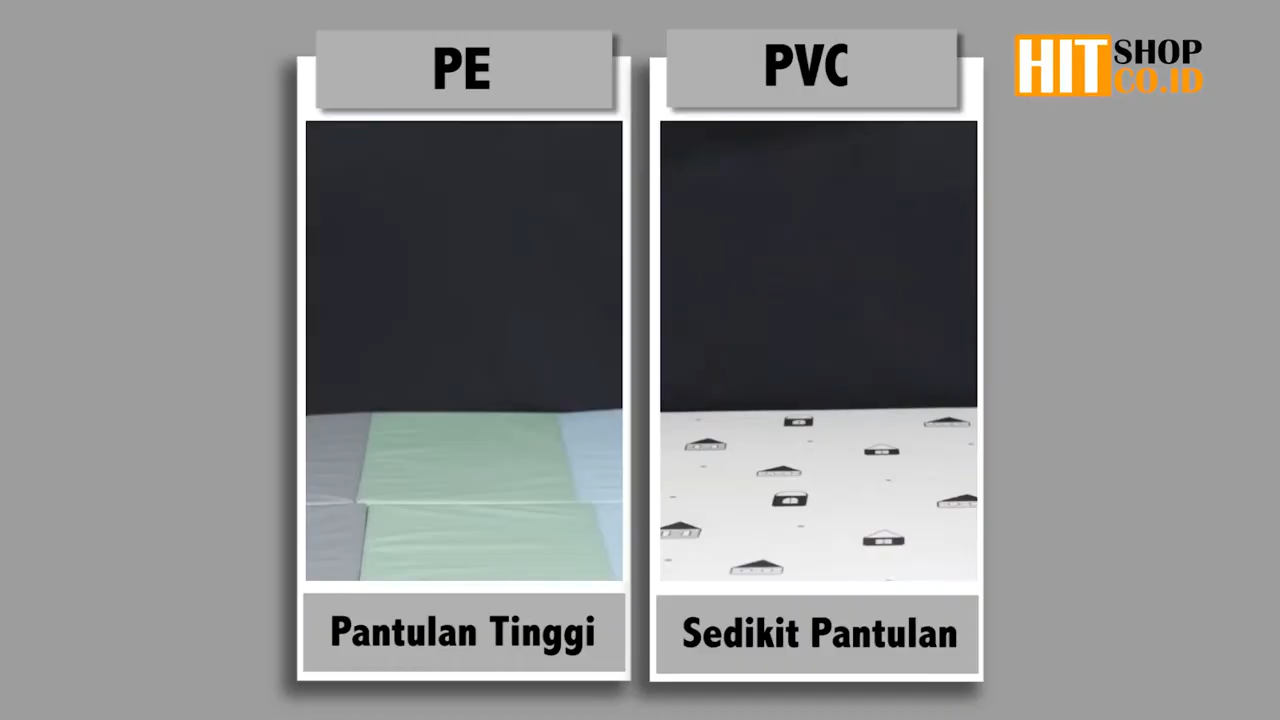 PE
PVC
HIT SHOP
CO.ID
Pantulan Tinggi
Sedikit Pantulan